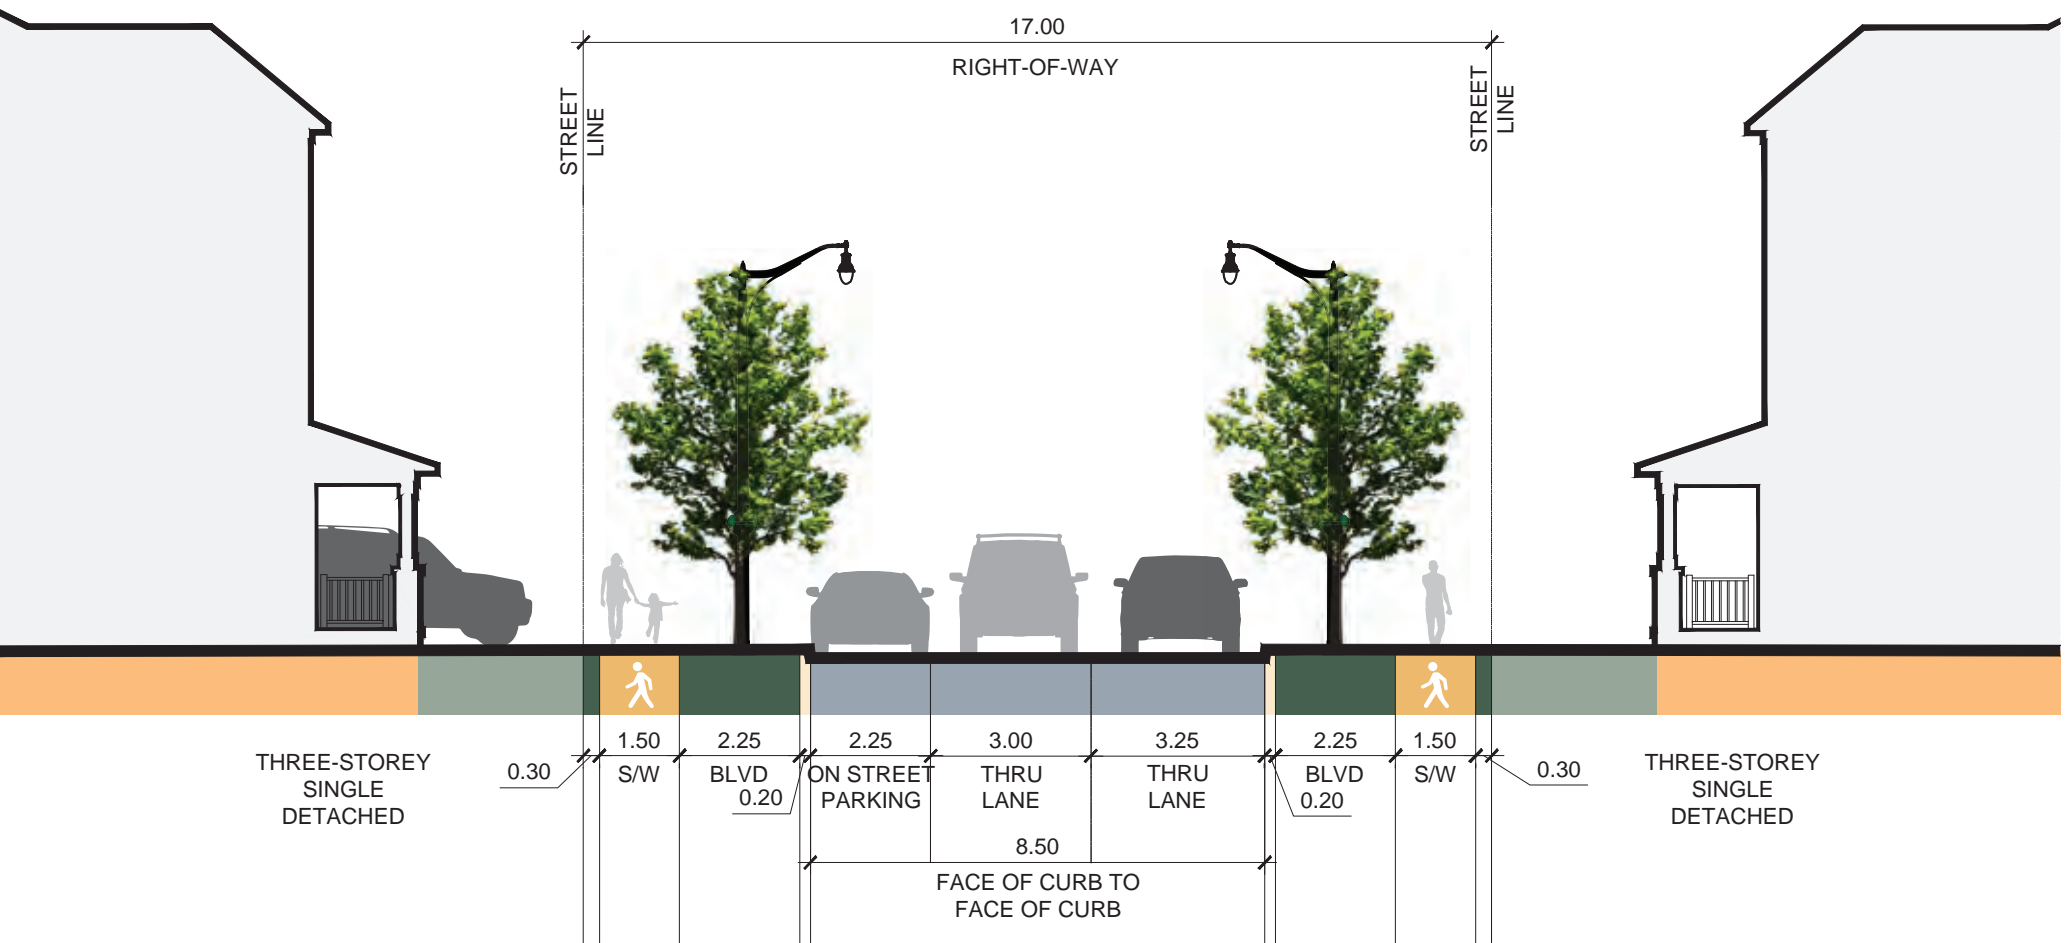 17.00
RIGHT-OF-WAY
STREET
LINE
STREET
LINE
1.50
2.25
2.25
3.00
3.25
2.25
1.50
0.30
S/W
BLVD
0.20
ON STREET
PARKING
THRU
LANE
THRU
LANE
BLVD
0.20
S/W
0.30
THREE-STOREY
SINGLE
DETACHED
THREE-STOREY
SINGLE
DETACHED
8.50
FACE OF CURB TO
FACE OF CURB